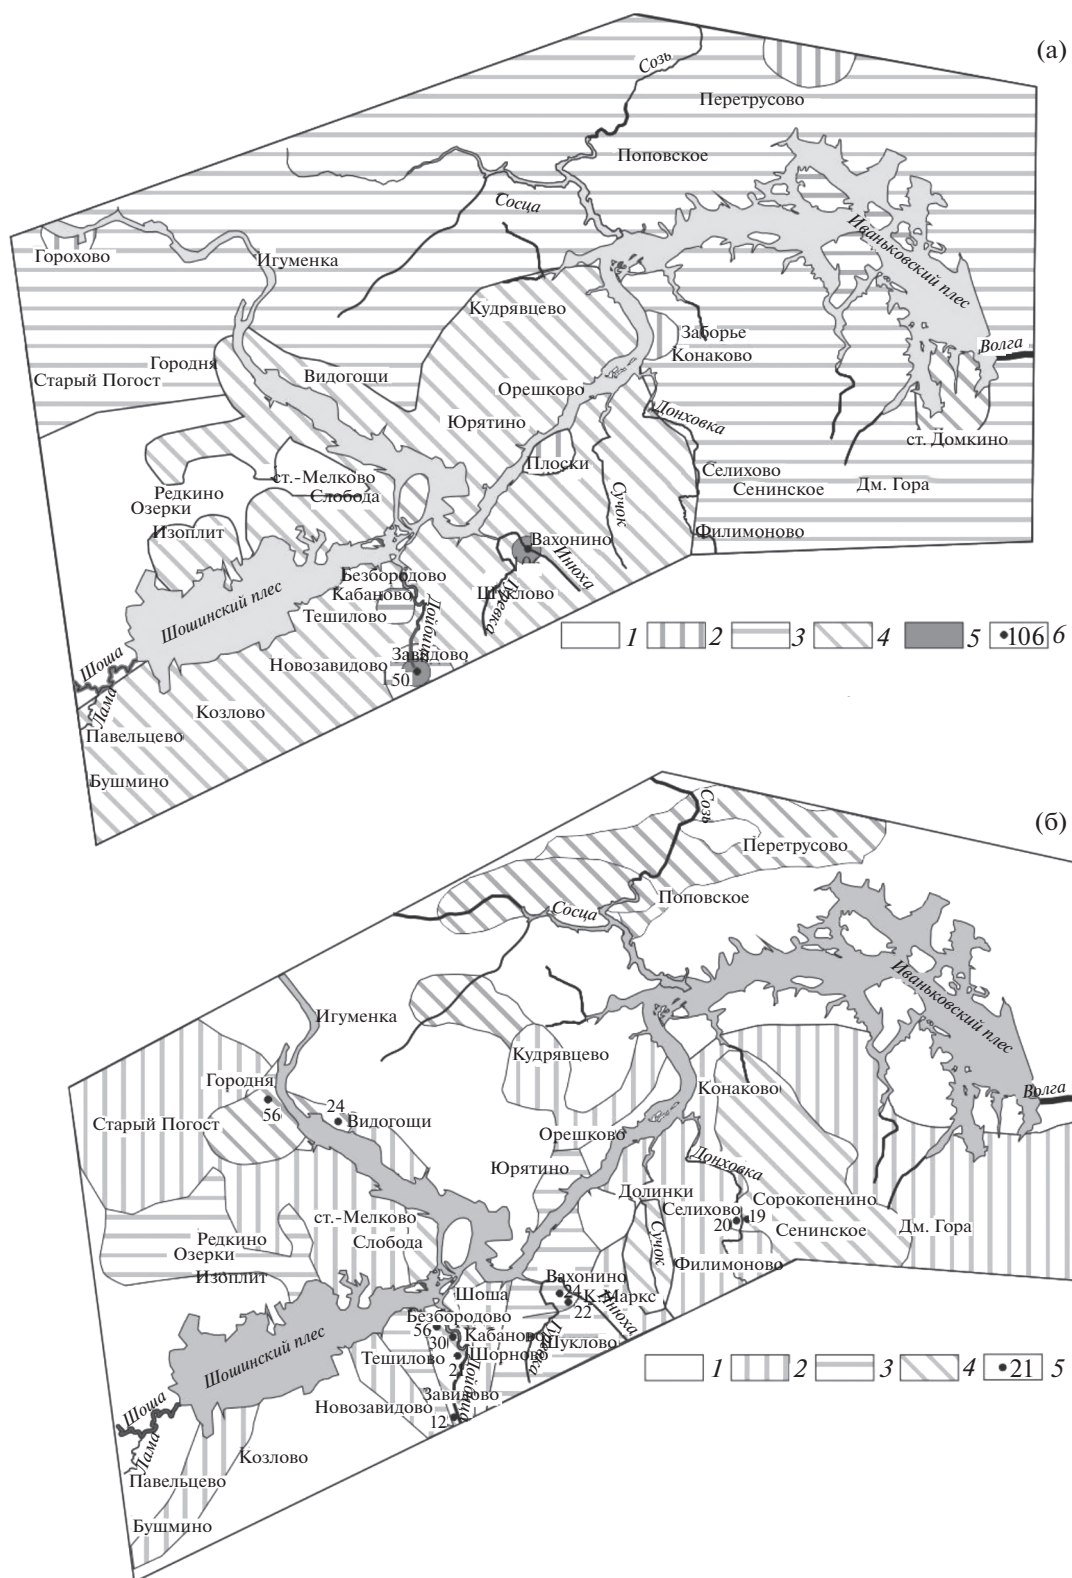 (а)
Созь
Перетрусово
Поповское
Сосца
Иваньковский плес
Горохово
Игуменка
Кудрявцево
Заборье
Волга
Конаково
Городня
Старый Погост
Видогощи
Орешково
Юрятино
Донховка
ст. Домкино
Плоски
ст.-Мелково
Селихово
Редкино
Слобода
Сенинское
Дм. Гора
Озерки
Сучок
Изоплит
Филимоново
Вахонино
Инюха
Безбородово
Кабаново
Шуклово
Тешилово
Шошинский плес
1 2 3 4 5 106 6
Завидово
Шоша
Новозавидово
50
Лама
Козлово
Павельцево
Бушмино
(б)
Созь
Перетрусово
Поповское
Сосца
Иваньковский плес
Игуменка
Кудрявцево
Городня
Конаково
Волга
56
24
Старый Погост
Видогощи
Орешково
Юрятино
Донховка
Долинки
Сорокопенино
Селихово
ст.-Мелково
20
19
Сенинское
Дм. Гора
Редкино
Слобода
Озерки
Сучок
Филимоново
Изоплит
Вахонино
Шоша
24
К. Маркс
22
Инюха
Безбородово
56
30
Кабаново
Шуклово
Тешилово
Шорново
21
Шошинский плес
1 2 3 4 21 5
Завидово
Новозавидово
12
Шоша
Лама
Козлово
Павельцево
Бушмино